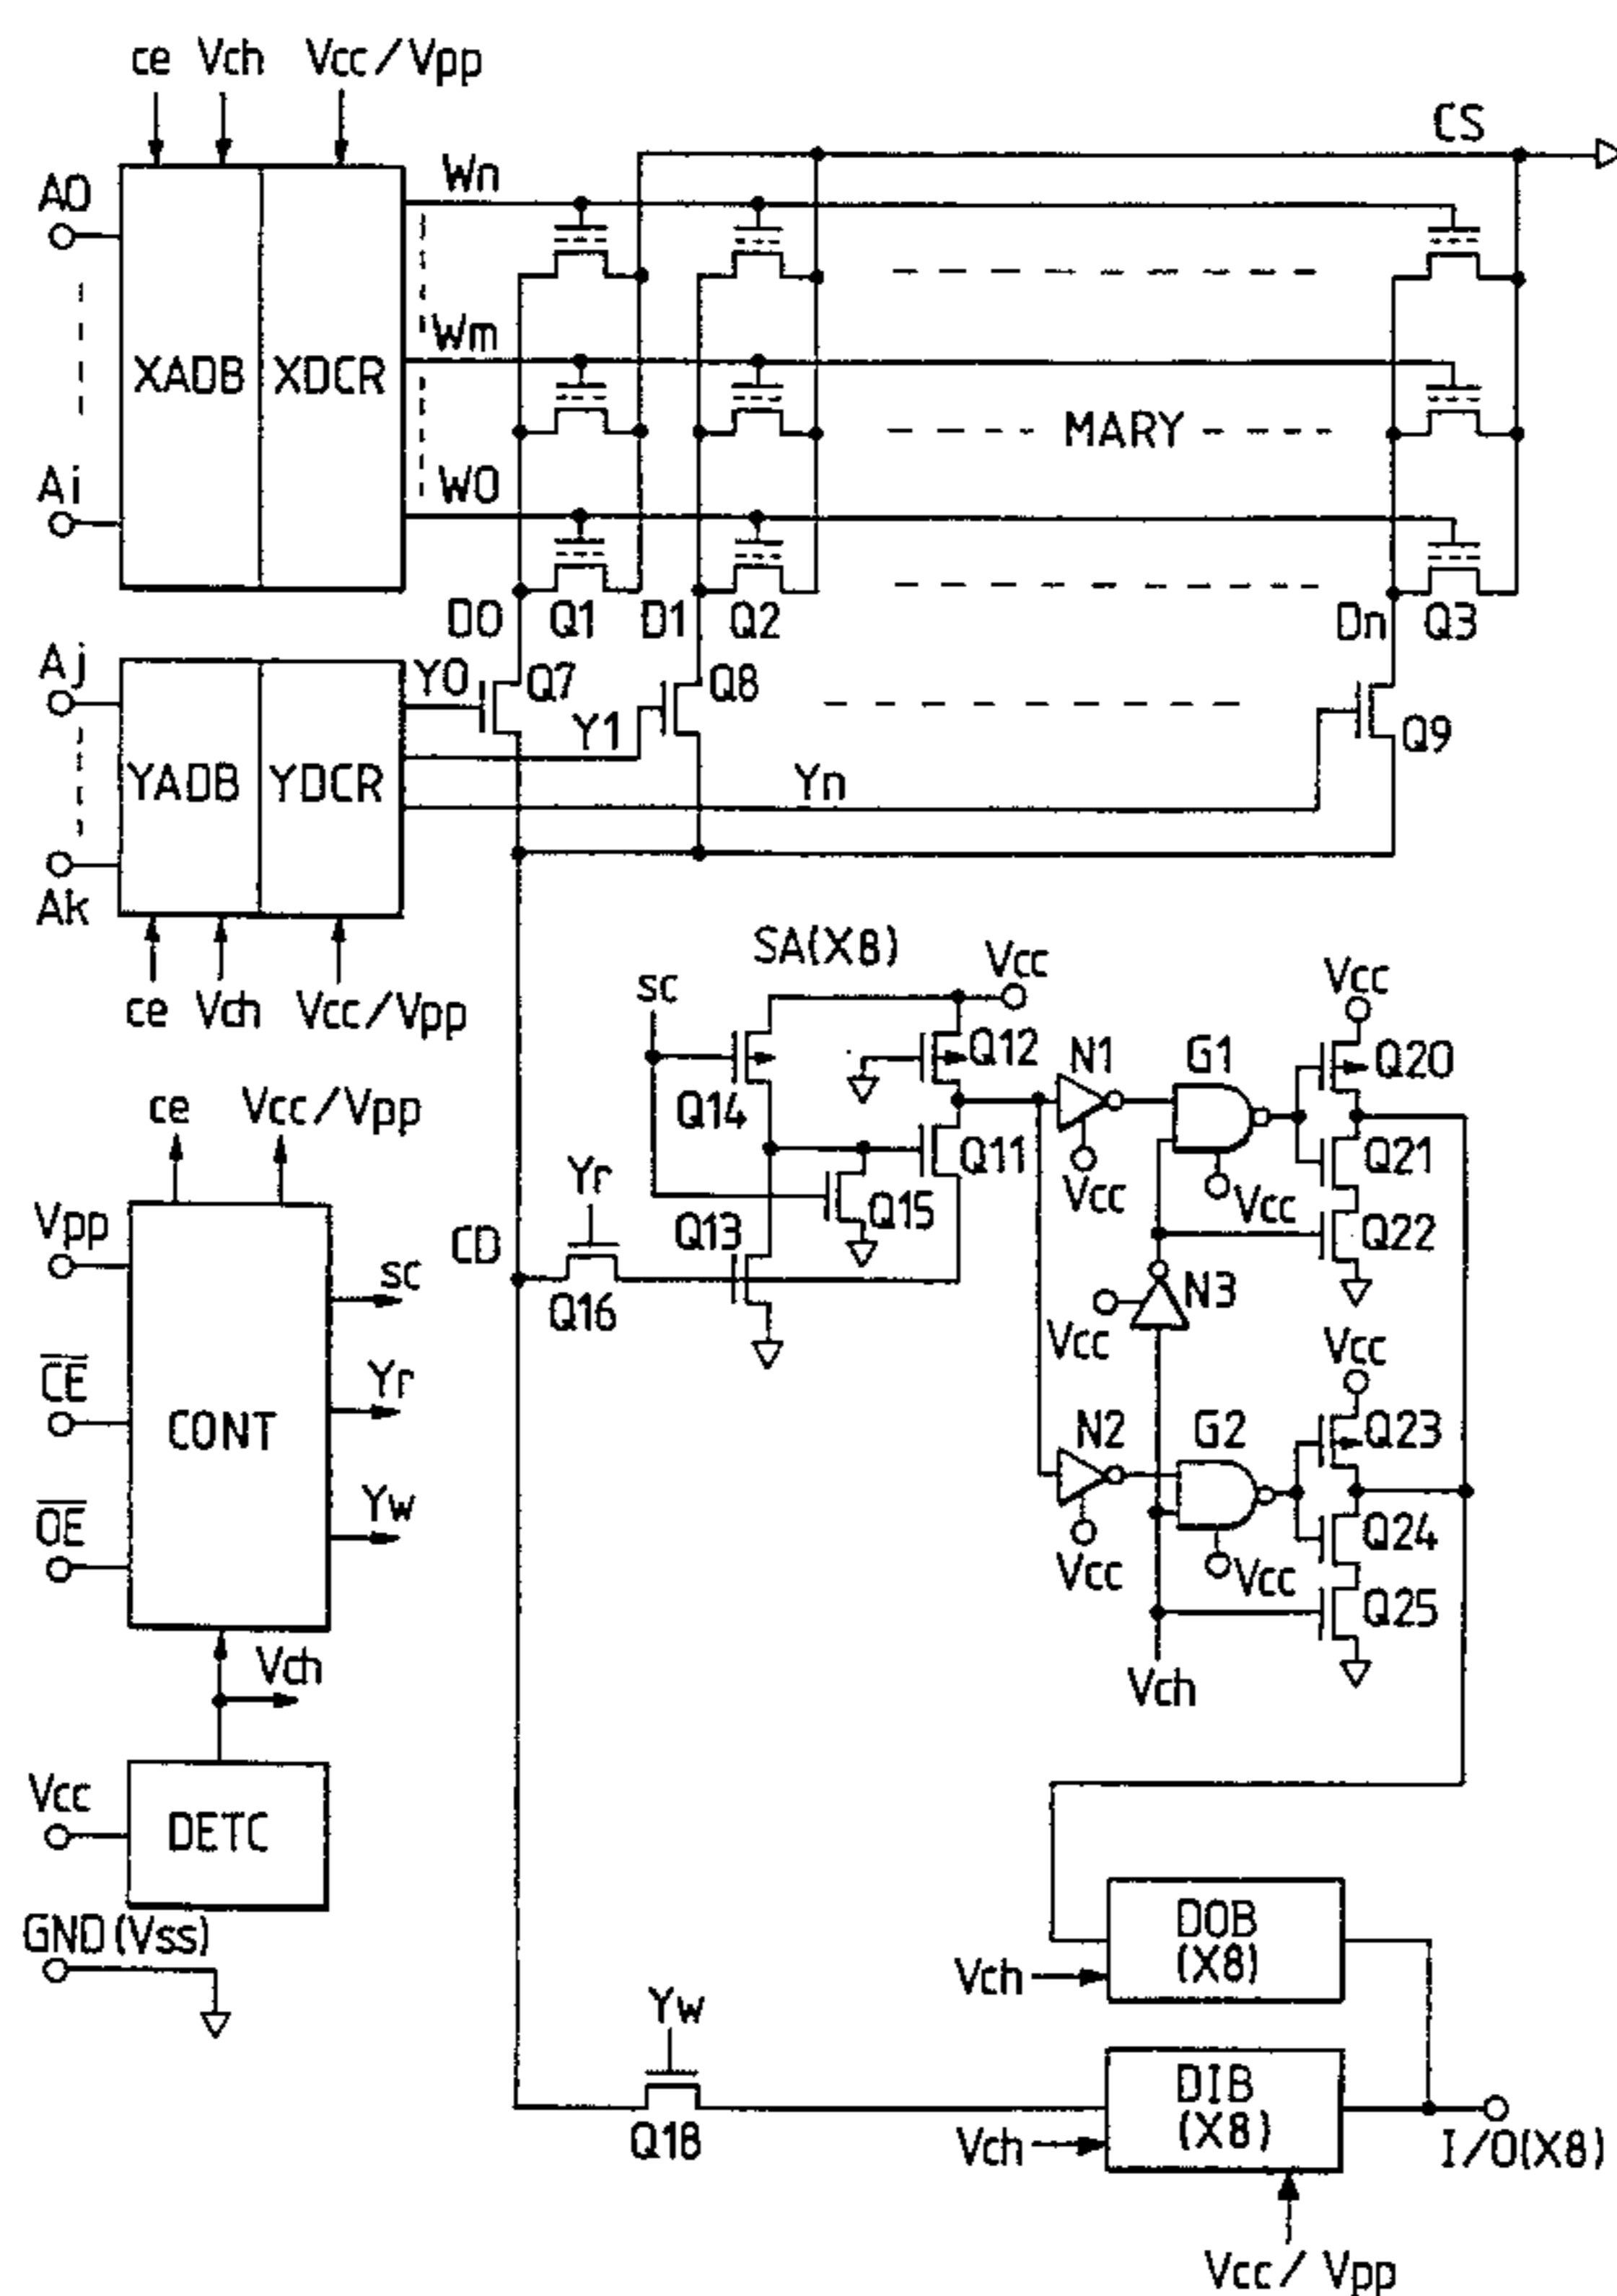 ce Vch Vcc/Vpp
CS
A0
Wn
Wm
XADB XDCR
MARY
Ai
W0
D0 Q1 D1 Q2 Dn Q3
Aj
Y0 Q7 Q8
Y1 Q9
YADB YDCR Yn
Ak
SA(X8)
ce Vch Vcc/Vpp
sc Vcc Vcc
Q12 N1 G1 Q20
ce Vcc/Vpp
Q14
Q11 Q21
Yr Vcc Vcc
Vpp Q13 Q15 Q22
CD
sc Q16 N3
Vcc Vcc
CE Yr
CONT N2 G2 Q23
OE Yw
Q24
Vcc Vcc
Q25
Vch Vch
Vcc
DETC
GND(Vss)
DOB
(X8)
Vch
Yw
DIB
(X8)
Q18 Vch I/O(X8)
Vcc/Vpp